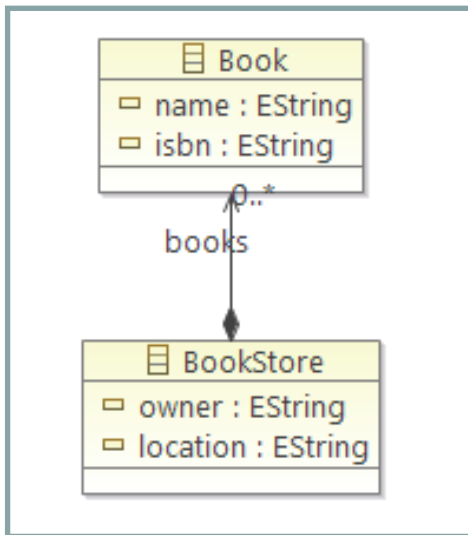 Book
name : EString
isbn : EString
0..*
books
BookStore
owner : EString
location : EString